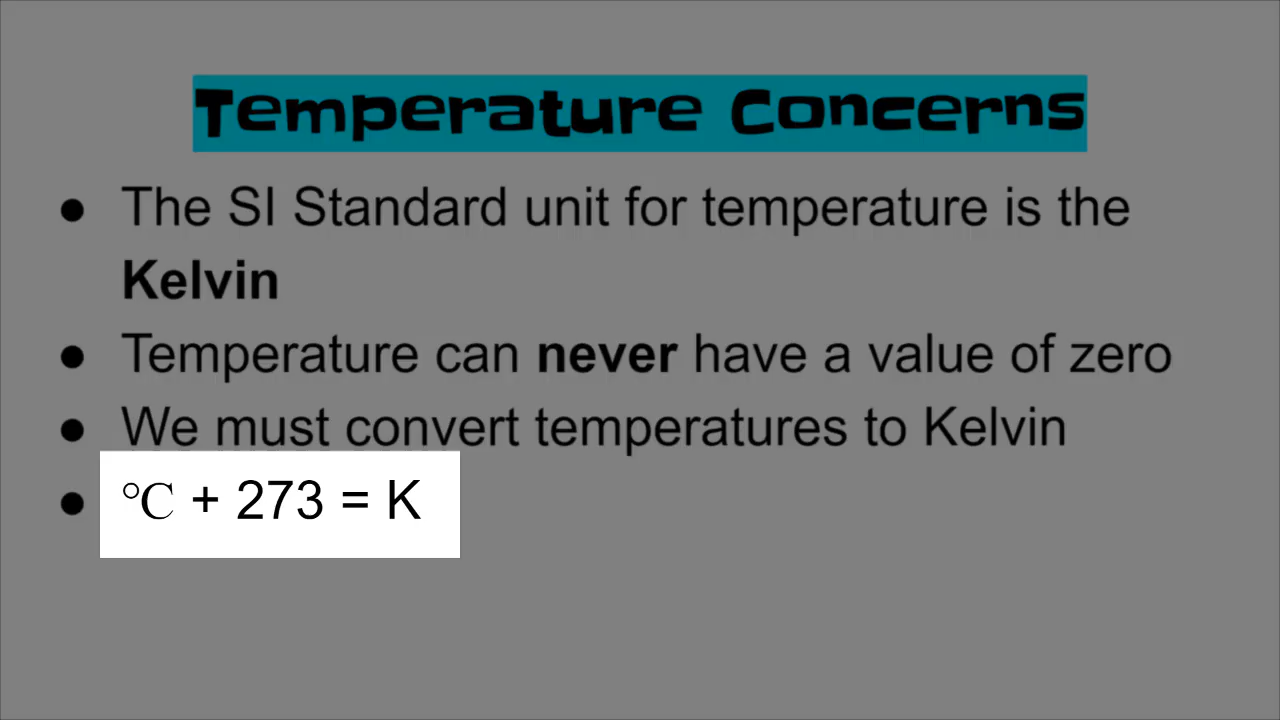 Temperature Concerns
● The SI Standard unit for temperature is the
Kelvin
● Temperature can never have a value of zero
● We must convert temperatures to Kelvin
● ℃ + 273 = K